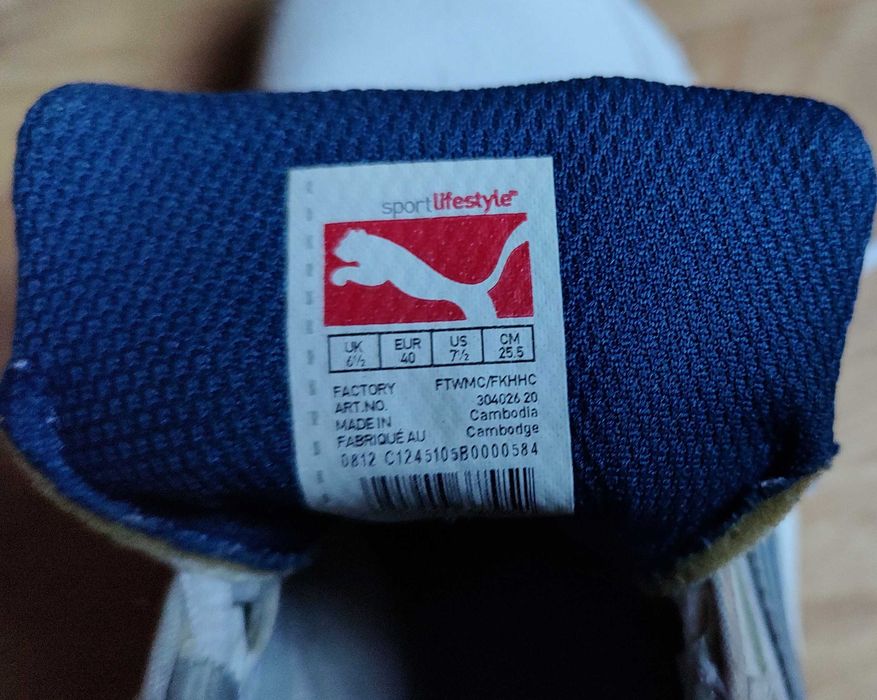 sportlifestyle™
UK EUR US CM
6½ 40 7½ 25,5
FACTORY FTWMC/FKHHC
ART.NO. 304026 20
MADE IN Cambodia
FABRIQUÉ AU Cambodge
0812 C1245105B0000584